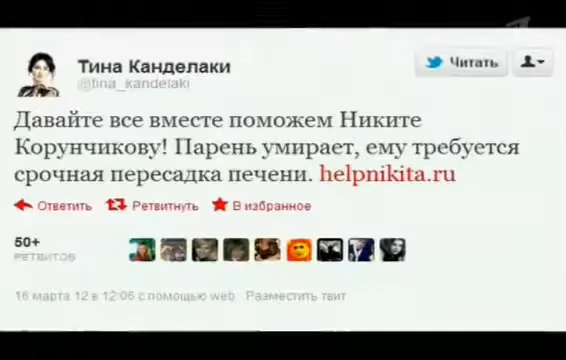 Тина Канделаки
@tina_kandelaki
Читать
Давайте все вместе поможем Никите
Корунчикову! Парень умирает, ему требуется
срочная пересадка печени. helpnikita.ru
Ответить Ретвитнуть В избранное
50+
РЕТВИТОВ
16 марта 12 в 12:06 с помощью web Разместить твит